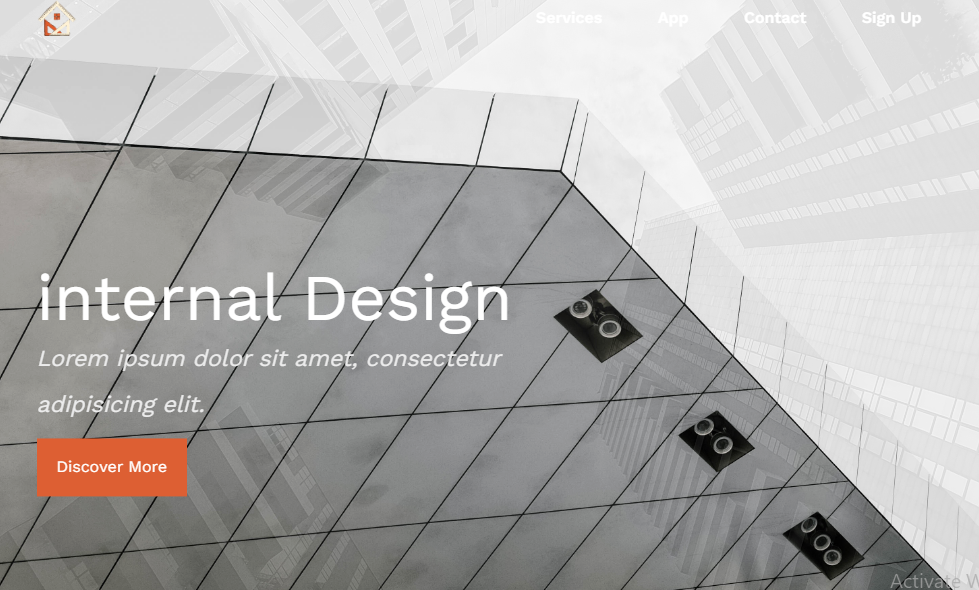 Services App Contact Sign Up
internal Design
Lorem ipsum dolor sit amet, consectetur
adipisicing elit.
Discover More
Activate W